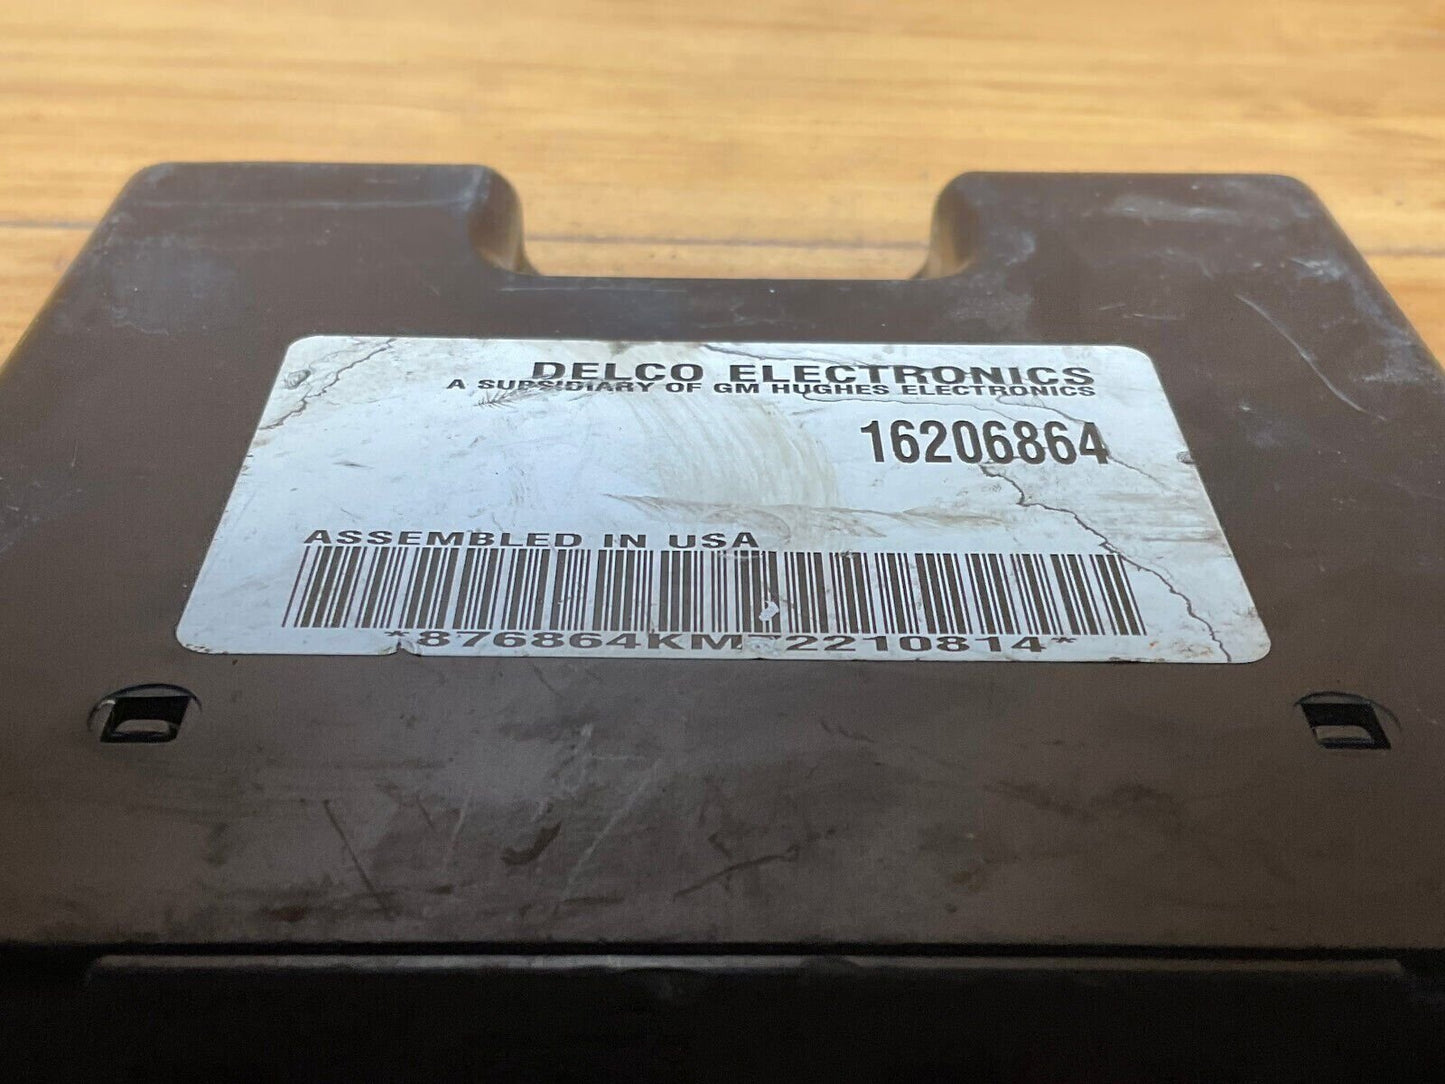 DELCO ELECTRONICS
A SUBSIDIARY OF GM HUGHES ELECTRONICS
16206864
ASSEMBLED IN USA
*876864KM 2210814*